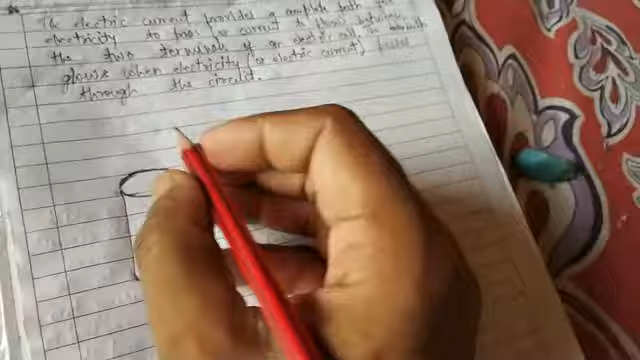 The electric current provides a complete path for
electricity to pass (or current to flow) between
the two terminals of an electric cell. The
glows when electricity (or electric current)
through the circuit.